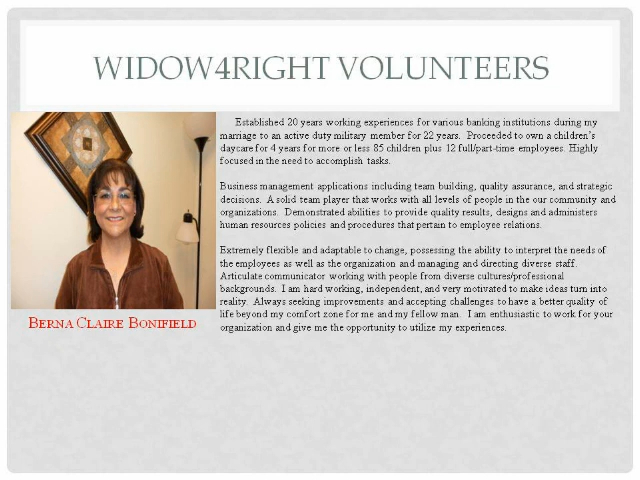 WIDOW4RIGHT VOLUNTEERS
Established 20 years working experiences for various banking institutions during my
marriage to an active duty military member for 22 years. Proceeded to own a children's
daycare for 4 years for more or less 85 children plus 12 full/part-time employees. Highly
focused in the need to accomplish tasks.
Business management applications including team building, quality assurance, and strategic
decisions. A solid team player that works with all levels of people in the our community and
organizations. Demonstrated abilities to provide quality results, designs and administers
human resources policies and procedures that pertain to employee relations.
Extremely flexible and adaptable to change, possessing the ability to interpret the needs of
the employees as well as the organization and managing and directing diverse staff.
Articulate communicator working with people from diverse cultures/professional
backgrounds. I am hard working, independent, and very motivated to make ideas turn into
reality. Always seeking improvements and accepting challenges to have a better quality of
life beyond my comfort zone for me and my fellow man. I am enthusiastic to work for your
organization and give me the opportunity to utilize my experiences.
BERNA CLAIRE BONIFIELD